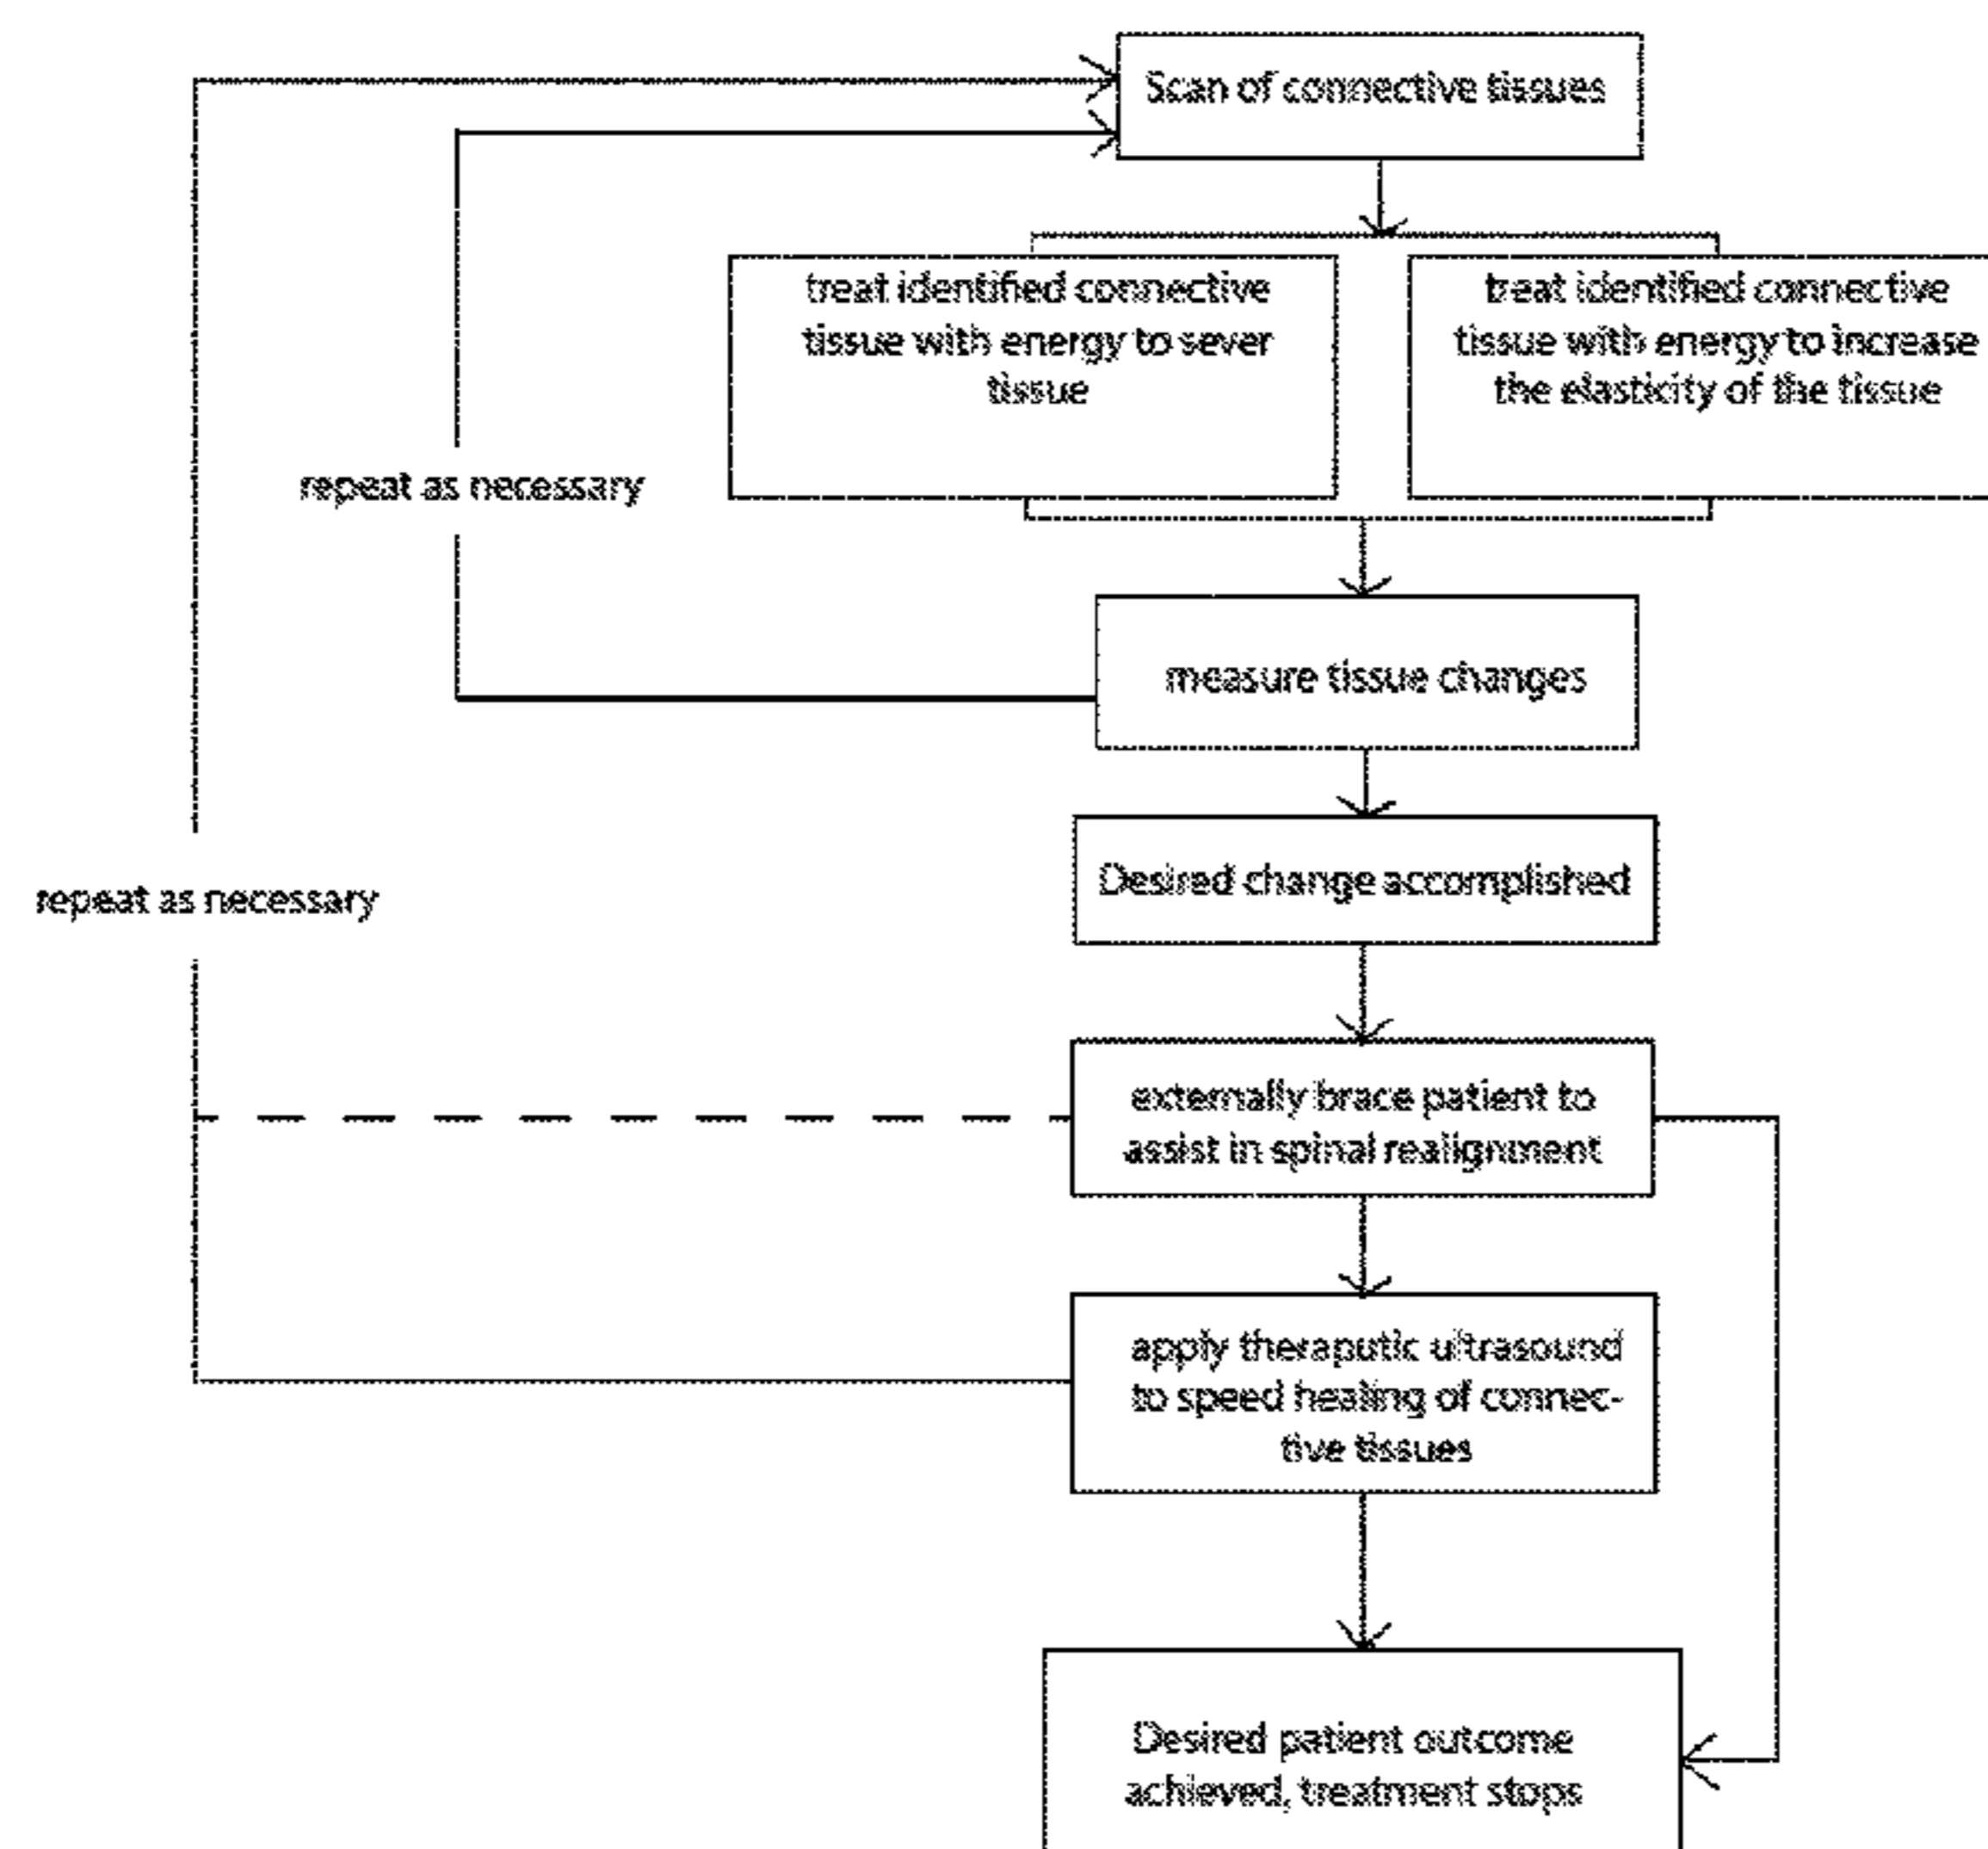 Scan of connective tissues
treat identified connective
tissue with energy to sever
tissue
treat identified connective
tissue with energy to increase
the elasticity of the tissue
repeat as necessary
measure tissue changes
Desired change accomplished
repeat as necessary
externally brace patient to
assist in spinal realignment
apply theraputic ultrasound
to speed healing of connec-
tive tissues
Desired patient outcome
achieved, treatment stops